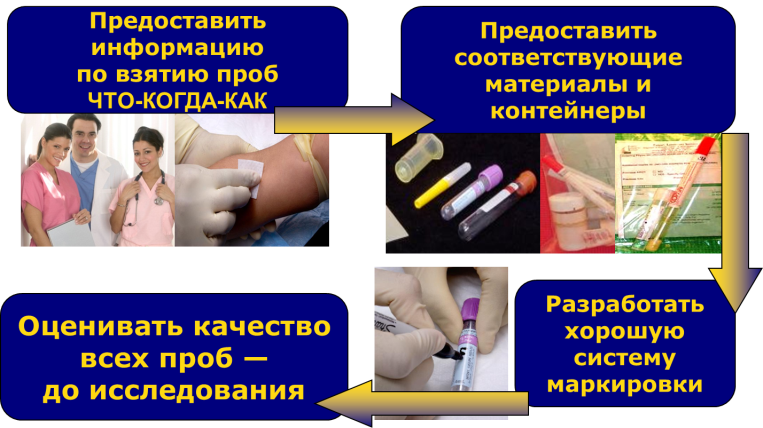 Предоставить
информацию
по взятию проб
ЧТО-КОГДА-КАК
Предоставить
соответствующие
материалы и
контейнеры
Разработать
хорошую
систему
маркировки
Оценивать качество
всех проб —
до исследования